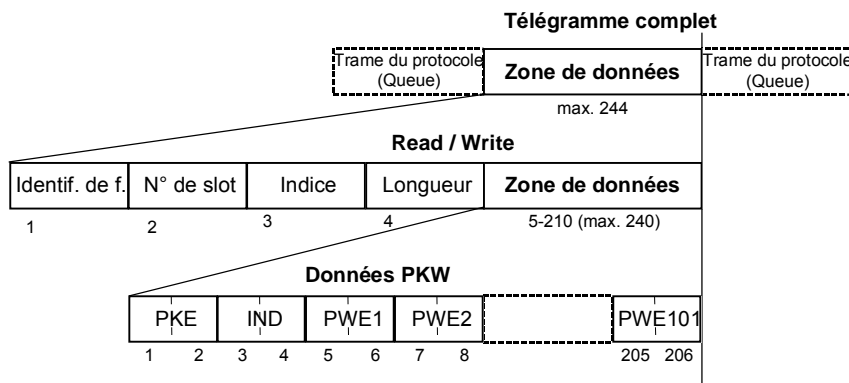 Télégramme complet
Trame du protocole
(Queue)
Zone de données
Trame du protocole
(Queue)
max. 244
Read / Write
Identif. de f.
N° de slot
Indice
Longueur
Zone de données
1
2
3
4
5-210 (max. 240)
Données PKW
PKE
IND
PWE1
PWE2
PWE101
1
2
3
4
5
6
7
8
205
206